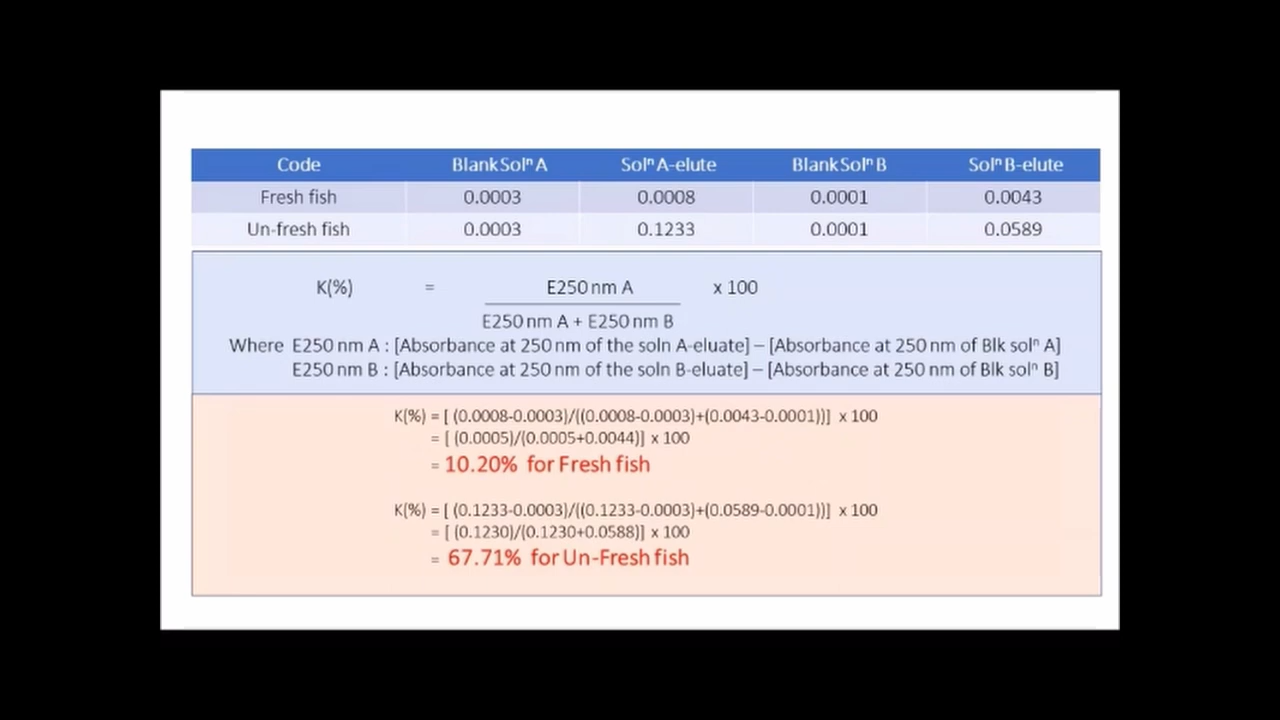 Code Blank Solⁿ A Solⁿ A-elute Blank Solⁿ B Solⁿ B-elute
Fresh fish 0.0003 0.0008 0.0001 0.0043
Un-fresh fish 0.0003 0.1233 0.0001 0.0589
K(%) = E250 nm A x 100
E250 nm A + E250 nm B
Where E250 nm A : [Absorbance at 250 nm of the soln A-eluate] – [Absorbance at 250 nm of Blk solⁿ A]
E250 nm B : [Absorbance at 250 nm of the soln B-eluate] – [Absorbance at 250 nm of Blk solⁿ B]
K(%) = [ (0.0008-0.0003)/((0.0008-0.0003)+(0.0043-0.0001))] x 100
= [ (0.0005)/(0.0005+0.0044)] x 100
= 10.20% for Fresh fish
K(%) = [ (0.1233-0.0003)/((0.1233-0.0003)+(0.0589-0.0001))] x 100
= [ (0.1230)/(0.1230+0.0588)] x 100
= 67.71% for Un-Fresh fish